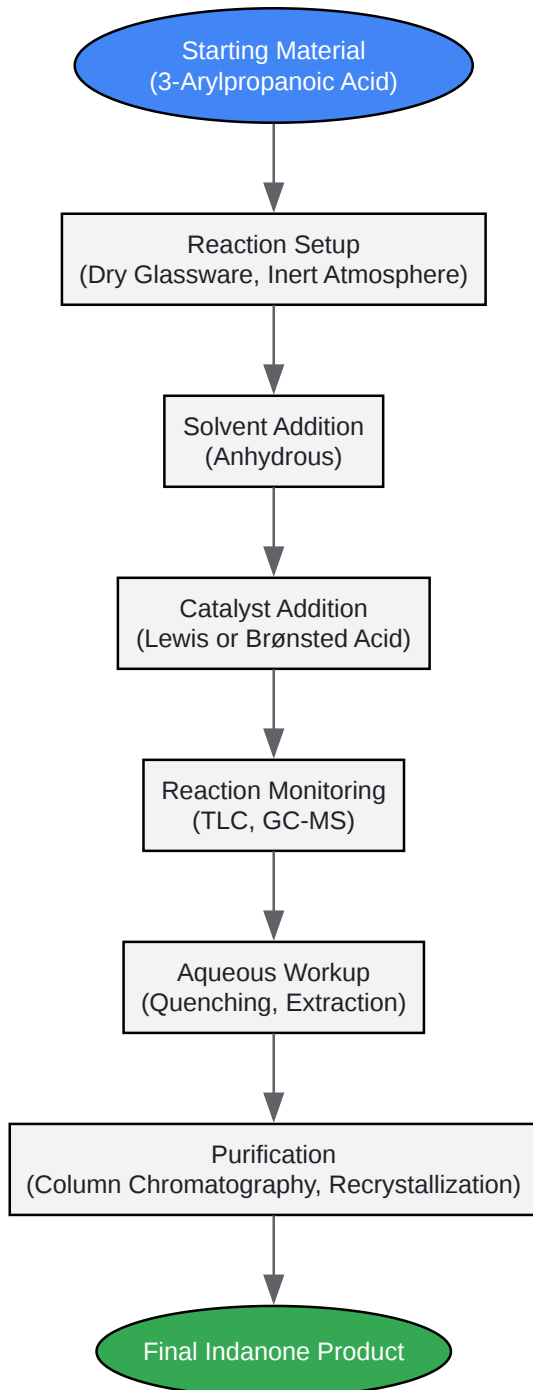 Starting Material
(3-Arylpropanoic Acid)
Reaction Setup
(Dry Glassware, Inert Atmosphere)
Solvent Addition
(Anhydrous)
Catalyst Addition
(Lewis or Brønsted Acid)
Reaction Monitoring
(TLC, GC-MS)
Aqueous Workup
(Quenching, Extraction)
Purification
(Column Chromatography, Recrystallization)
Final Indanone Product